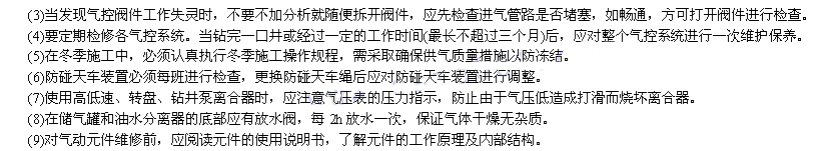 (3)当发现气控阀件工作失灵时，不要不加分析就随便拆开阀件，应先检查进气管路是否堵塞，如畅通，方可打开阀件进行检查。
(4)要定期检修各气控系统。当钻完一口井或经过一定的工作时间(最长不超过三个月)后，应对整个气控系统进行一次维护保养。
(5)在冬季施工中，必须认真执行冬季施工操作规程，需采取确保供气质量措施以防冻结。
(6)防碰天车装置必须每班进行检查，更换防碰天车绳后应对防碰天车装置进行调整。
(7)使用高低速、转盘、钻井泵离合器时，应注意气压表的压力指示，防止由于气压低造成打滑而烧坏离合器。
(8)在储气罐和油水分离器的底部应有放水阀，每 2h 放水一次，保证气体干燥无杂质。
(9)对气动元件维修前，应阅读元件的使用说明书，了解元件的工作原理及内部结构。